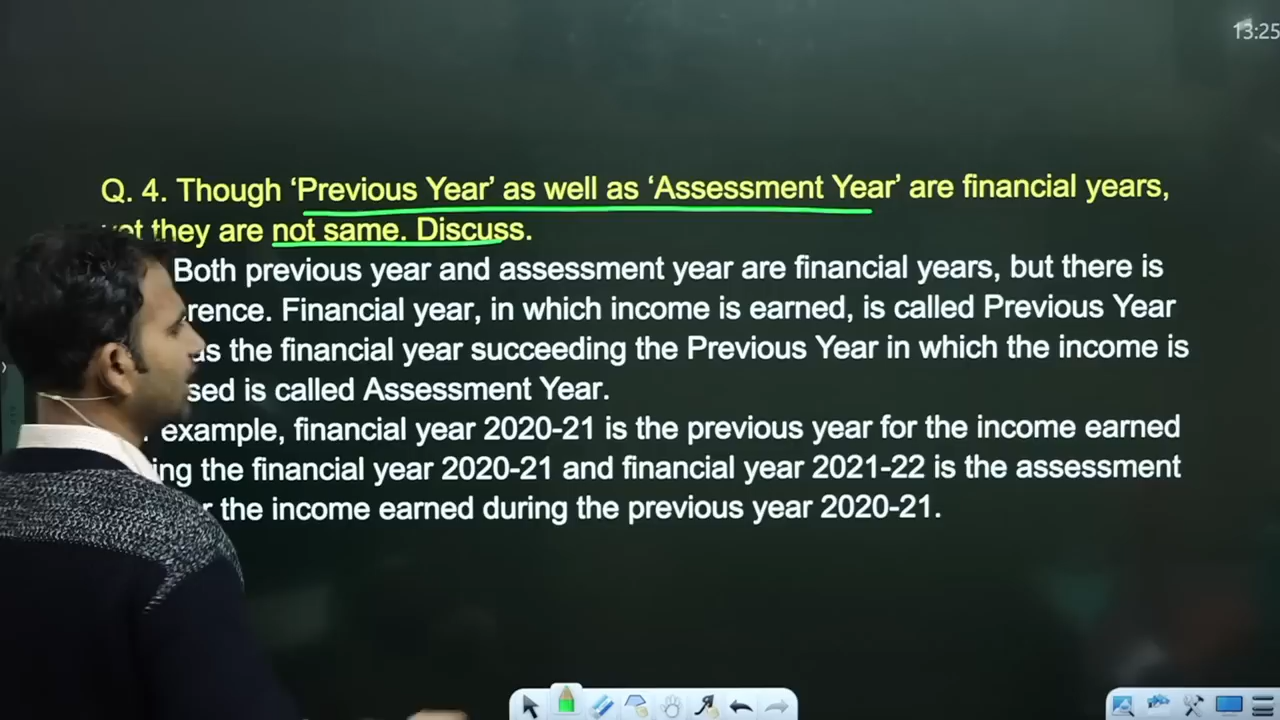 13:25
Q. 4. Though ‘Previous Year’ as well as ‘Assessment Year’ are financial years,
they are not same. Discuss.
Both previous year and assessment year are financial years, but there is
Financial year, in which income is earned, is called Previous Year
the financial year succeeding the Previous Year in which the income is
is called Assessment Year.
example, financial year 2020-21 is the previous year for the income earned
the financial year 2020-21 and financial year 2021-22 is the assessment
the income earned during the previous year 2020-21.